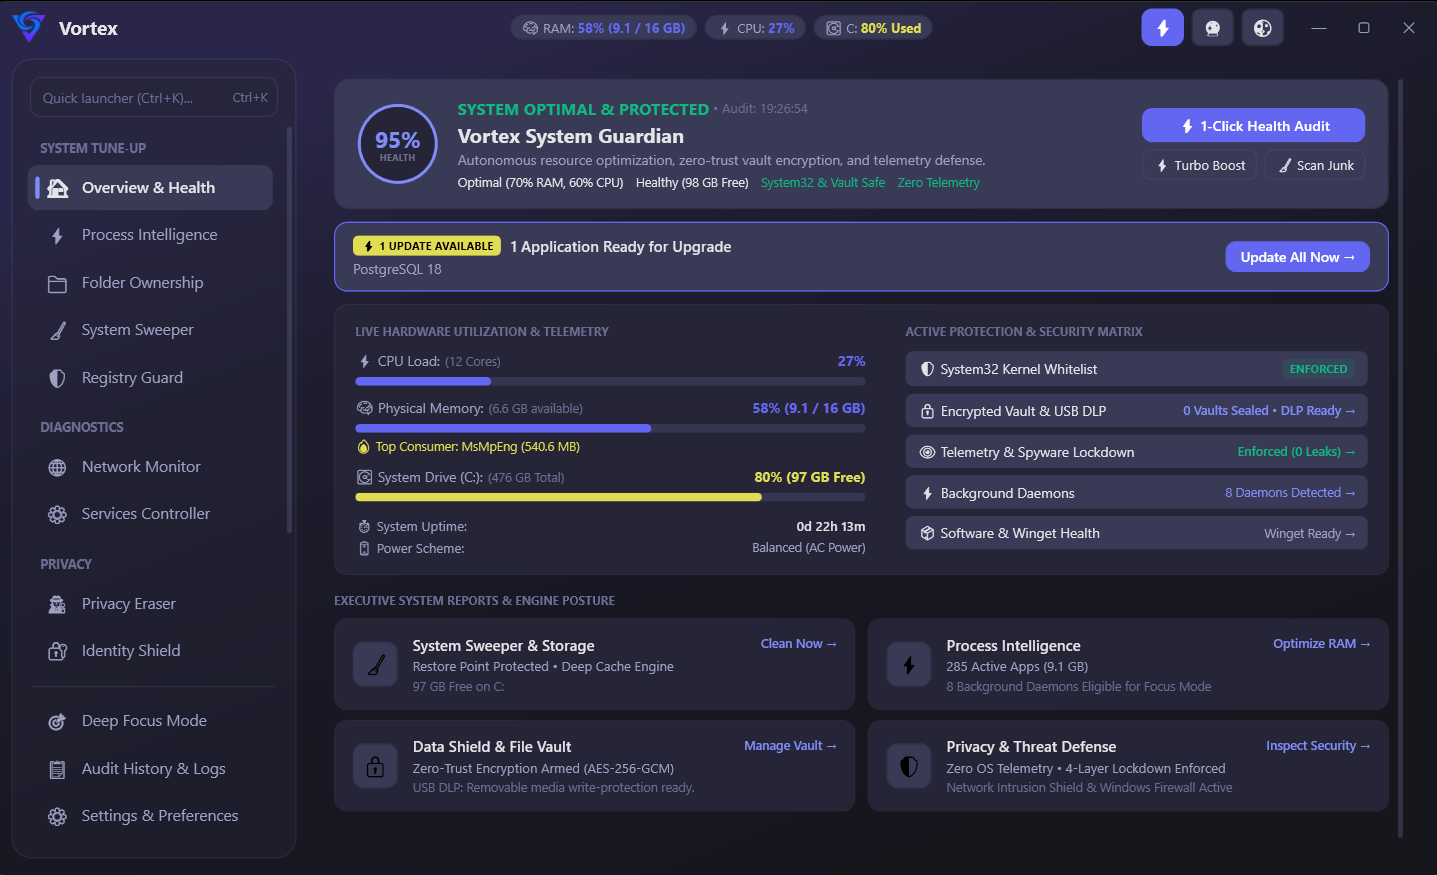 Vortex
RAM: 58% (9.1 / 16 GB)
CPU: 27%
C: 80% Used
Quick launcher (Ctrl+K)... Ctrl+K
SYSTEM TUNE-UP
Overview & Health
Process Intelligence
Folder Ownership
System Sweeper
Registry Guard
DIAGNOSTICS
Network Monitor
Services Controller
PRIVACY
Privacy Eraser
Identity Shield
Deep Focus Mode
Audit History & Logs
Settings & Preferences
95%
HEALTH
SYSTEM OPTIMAL & PROTECTED • Audit: 19:26:54
Vortex System Guardian
Autonomous resource optimization, zero-trust vault encryption, and telemetry defense.
Optimal (70% RAM, 60% CPU) Healthy (98 GB Free) System32 & Vault Safe Zero Telemetry
1-Click Health Audit
Turbo Boost
Scan Junk
1 UPDATE AVAILABLE 1 Application Ready for Upgrade
PostgreSQL 18
Update All Now →
LIVE HARDWARE UTILIZATION & TELEMETRY
CPU Load: (12 Cores) 27%
Physical Memory: (6.6 GB available) 58% (9.1 / 16 GB)
Top Consumer: MsMpEng (540.6 MB)
System Drive (C:): (476 GB Total) 80% (97 GB Free)
System Uptime: 0d 22h 13m
Power Scheme: Balanced (AC Power)
ACTIVE PROTECTION & SECURITY MATRIX
System32 Kernel Whitelist ENFORCED
Encrypted Vault & USB DLP 0 Vaults Sealed • DLP Ready →
Telemetry & Spyware Lockdown Enforced (0 Leaks) →
Background Daemons 8 Daemons Detected →
Software & Winget Health Winget Ready →
EXECUTIVE SYSTEM REPORTS & ENGINE POSTURE
System Sweeper & Storage Clean Now →
Restore Point Protected • Deep Cache Engine
97 GB Free on C:
Process Intelligence Optimize RAM →
285 Active Apps (9.1 GB)
8 Background Daemons Eligible for Focus Mode
Data Shield & File Vault Manage Vault →
Zero-Trust Encryption Armed (AES-256-GCM)
USB DLP: Removable media write-protection ready.
Privacy & Threat Defense Inspect Security →
Zero OS Telemetry • 4-Layer Lockdown Enforced
Network Intrusion Shield & Windows Firewall Active